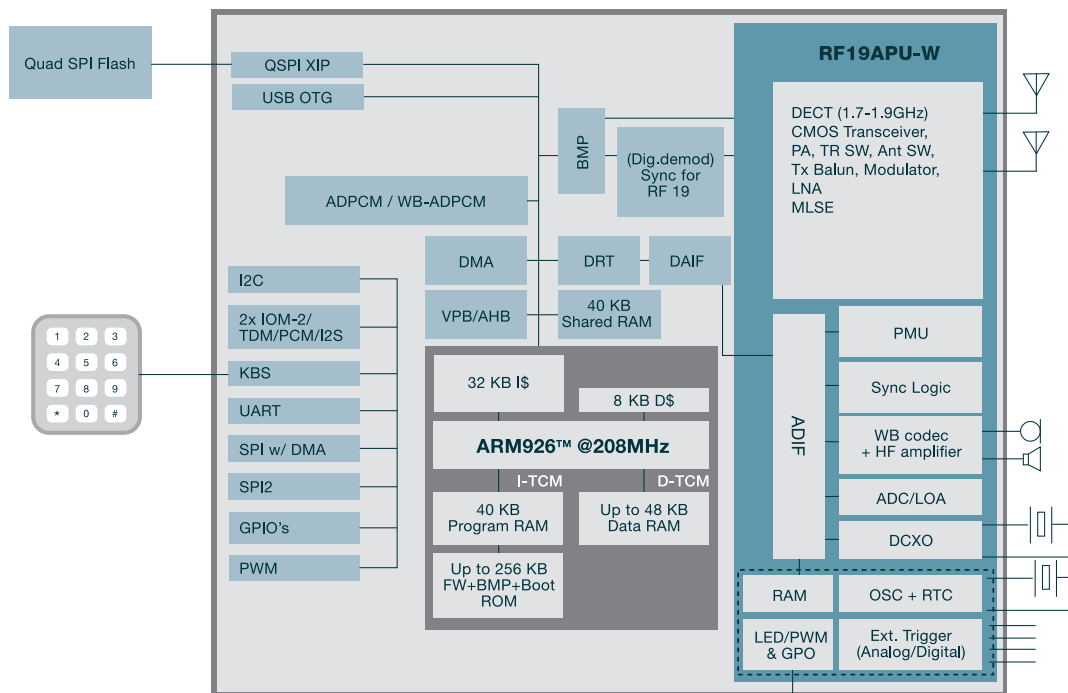 Quad SPI Flash
QSPI XIP
USB OTG
ADPCM / WB-ADPCM
BMP
(Dig.demod)
Sync for
RF 19
DMA
DRT
DAIF
VPB/AHB
40 KB
Shared RAM
I2C
2x IOM-2/
TDM/PCM/I2S
KBS
UART
SPI w/ DMA
SPI2
GPIO's
PWM
1 2 3
4 5 6
7 8 9
* 0 #
32 KB I$
8 KB D$
ARM926™ @208MHz
I-TCM
D-TCM
40 KB
Program RAM
Up to 48 KB
Data RAM
Up to 256 KB
FW+BMP+Boot
ROM
RF19APU-W
DECT (1.7-1.9GHz)
CMOS Transceiver,
PA, TR SW, Ant SW,
Tx Balun, Modulator,
LNA
MLSE
ADIF
PMU
Sync Logic
WB codec
+ HF amplifier
ADC/LOA
DCXO
RAM
OSC + RTC
LED/PWM
& GPO
Ext. Trigger
(Analog/Digital)